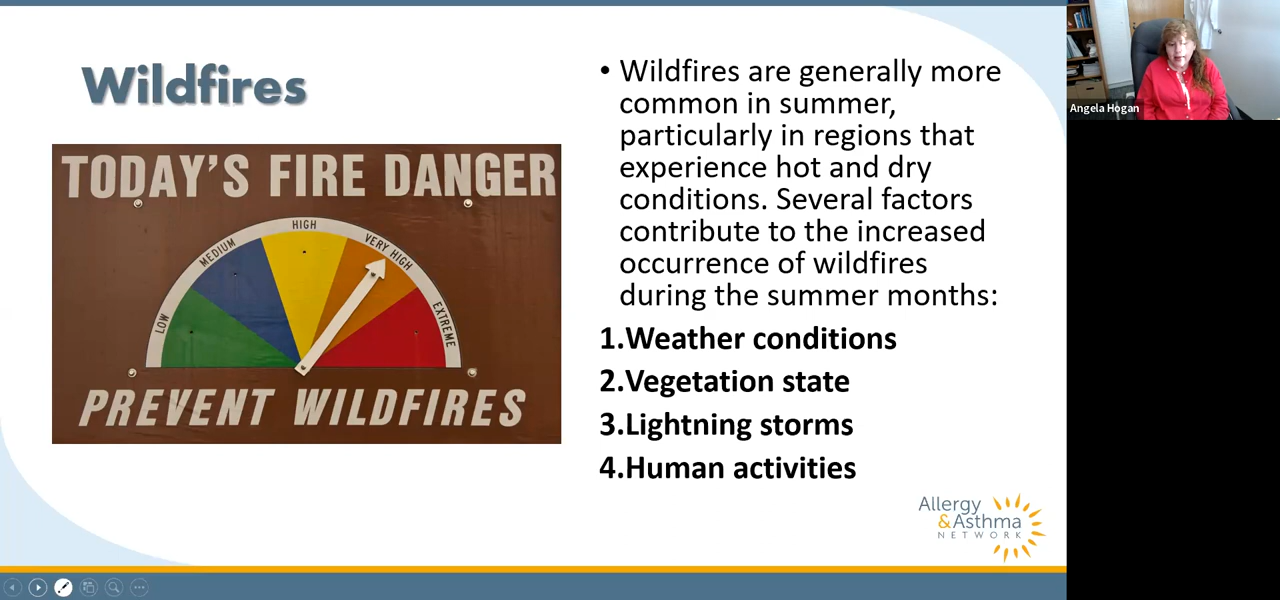 Wildfires
TODAY'S FIRE DANGER
LOW
MEDIUM
HIGH
VERY HIGH
EXTREME
PREVENT WILDFIRES
• Wildfires are generally more
common in summer,
particularly in regions that
experience hot and dry
conditions. Several factors
contribute to the increased
occurrence of wildfires
during the summer months:
1.Weather conditions
2.Vegetation state
3.Lightning storms
4.Human activities
Allergy
&Asthma
NETWORK
Angela Hogan